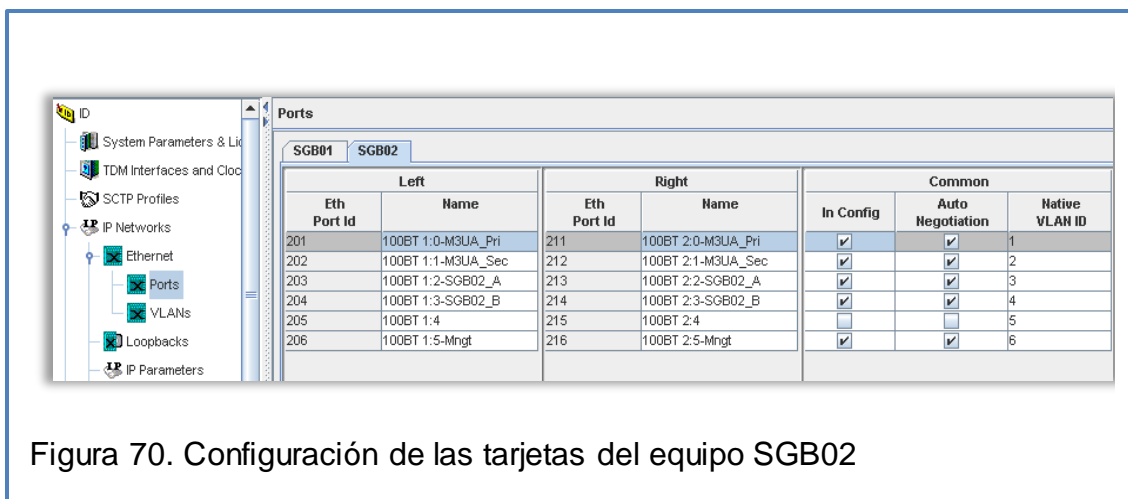 ID
System Parameters & Lic
TDM Interfaces and Cloc
SCTP Profiles
IP Networks
Ethernet
Ports
VLANs
Loopbacks
IP Parameters
Ports
SGB01 SGB02
Left Right Common
Eth Port Id Name Eth Port Id Name In Config Auto Negotiation Native VLAN ID
201 100BT 1:0-M3UA_Pri 211 100BT 2:0-M3UA_Pri 1
202 100BT 1:1-M3UA_Sec 212 100BT 2:1-M3UA_Sec 2
203 100BT 1:2-SGB02_A 213 100BT 2:2-SGB02_A 3
204 100BT 1:3-SGB02_B 214 100BT 2:3-SGB02_B 4
205 100BT 1:4 215 100BT 2:4 5
206 100BT 1:5-Mngt 216 100BT 2:5-Mngt 6
Figura 70. Configuración de las tarjetas del equipo SGB02